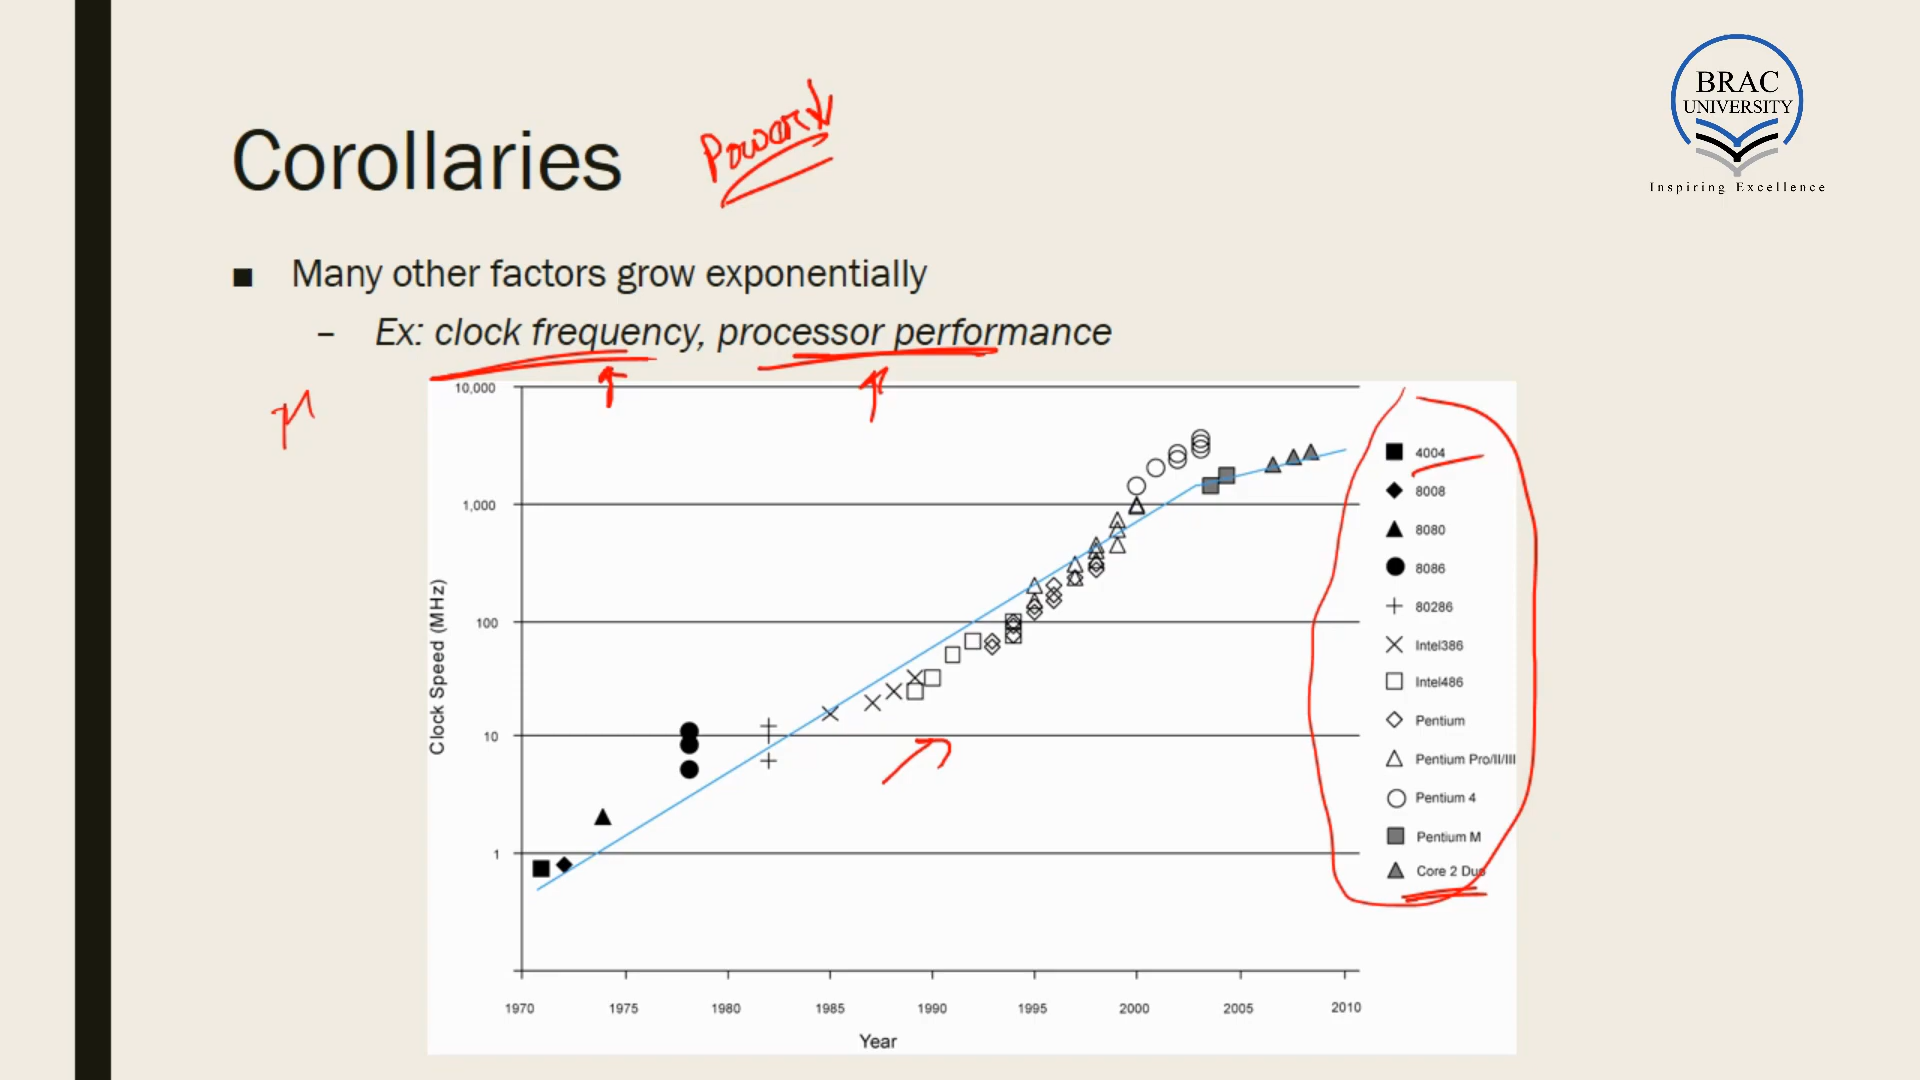 BRAC
UNIVERSITY
Inspiring Excellence
Corollaries
Power↓
■ Many other factors grow exponentially
– Ex: clock frequency, processor performance
10,000
1,000
100
10
1
Clock Speed (MHz)
1970 1975 1980 1985 1990 1995 2000 2005 2010
Year
4004
8008
8080
8086
80286
Intel386
Intel486
Pentium
Pentium Pro/II/III
Pentium 4
Pentium M
Core 2 Duo